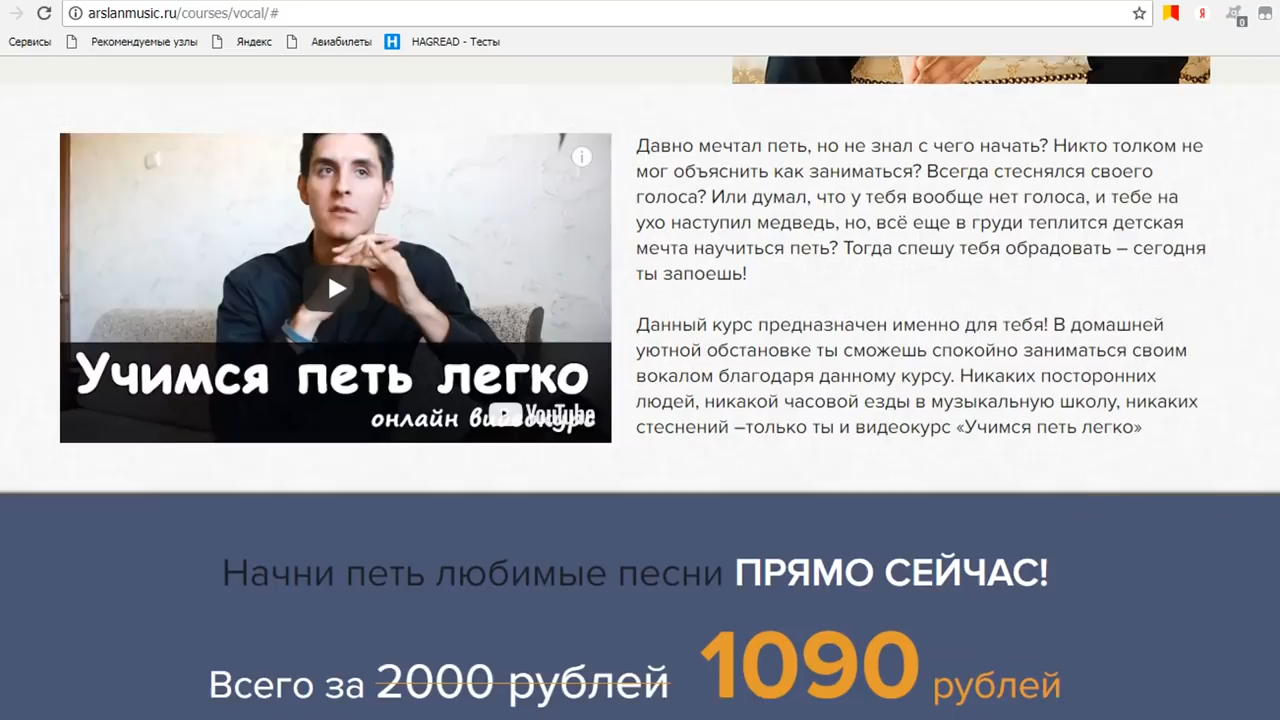 arslanmusic.ru/courses/vocal/#
Я
0
Сервисы Рекомендуемые узлы Яндекс Авиабилеты H HAGREAD - Тесты
Учимся петь легко
онлайн видеокурс
YouTube
Давно мечтал петь, но не знал с чего начать? Никто толком не
мог объяснить как заниматься? Всегда стеснялся своего
голоса? Или думал, что у тебя вообще нет голоса, и тебе на
ухо наступил медведь, но, всё еще в груди теплится детская
мечта научиться петь? Тогда спешу тебя обрадовать – сегодня
ты запоешь!
Данный курс предназначен именно для тебя! В домашней
уютной обстановке ты сможешь спокойно заниматься своим
вокалом благодаря данному курсу. Никаких посторонних
людей, никакой часовой езды в музыкальную школу, никаких
стеснений –только ты и видеокурс «Учимся петь легко»
Начни петь любимые песни ПРЯМО СЕЙЧАС!
Всего за 2000 рублей 1090 рублей